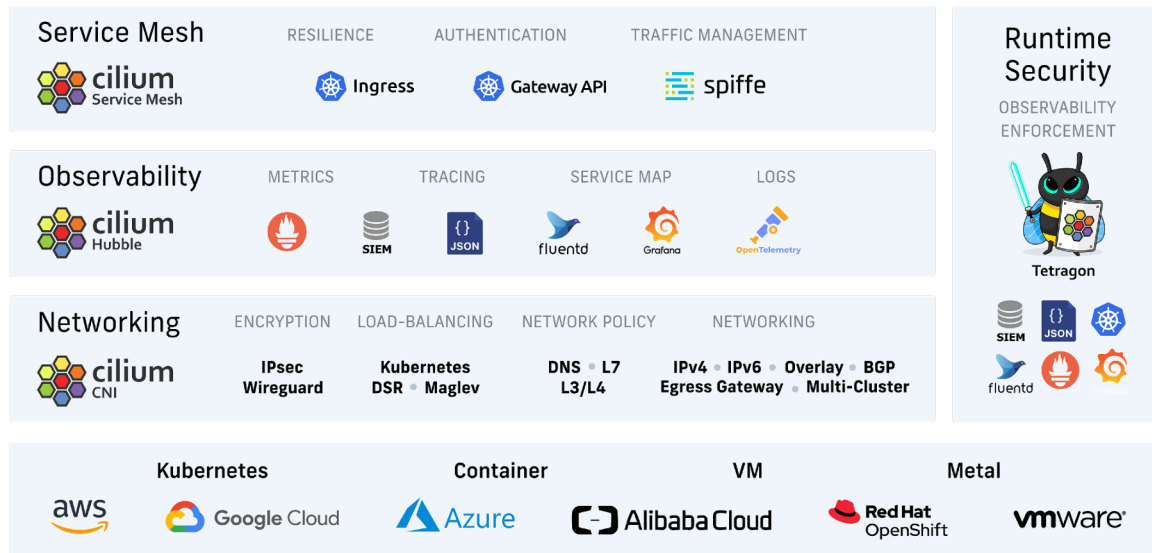 Service Mesh
RESILIENCE AUTHENTICATION TRAFFIC MANAGEMENT
cilium
Service Mesh
Ingress Gateway API spiffe
Observability
METRICS TRACING SERVICE MAP LOGS
cilium
Hubble
SIEM {} JSON fluentd Grafana OpenTelemetry
Networking
ENCRYPTION LOAD-BALANCING NETWORK POLICY NETWORKING
cilium
CNI
IPsec Kubernetes DNS • L7 IPv4 • IPv6 • Overlay • BGP
Wireguard DSR • Maglev L3/L4 Egress Gateway • Multi-Cluster
Runtime
Security
OBSERVABILITY
ENFORCEMENT
Tetragon
SIEM {} JSON
fluentd
Kubernetes Container VM Metal
aws Google Cloud Azure Alibaba Cloud Red Hat
OpenShift vmware®